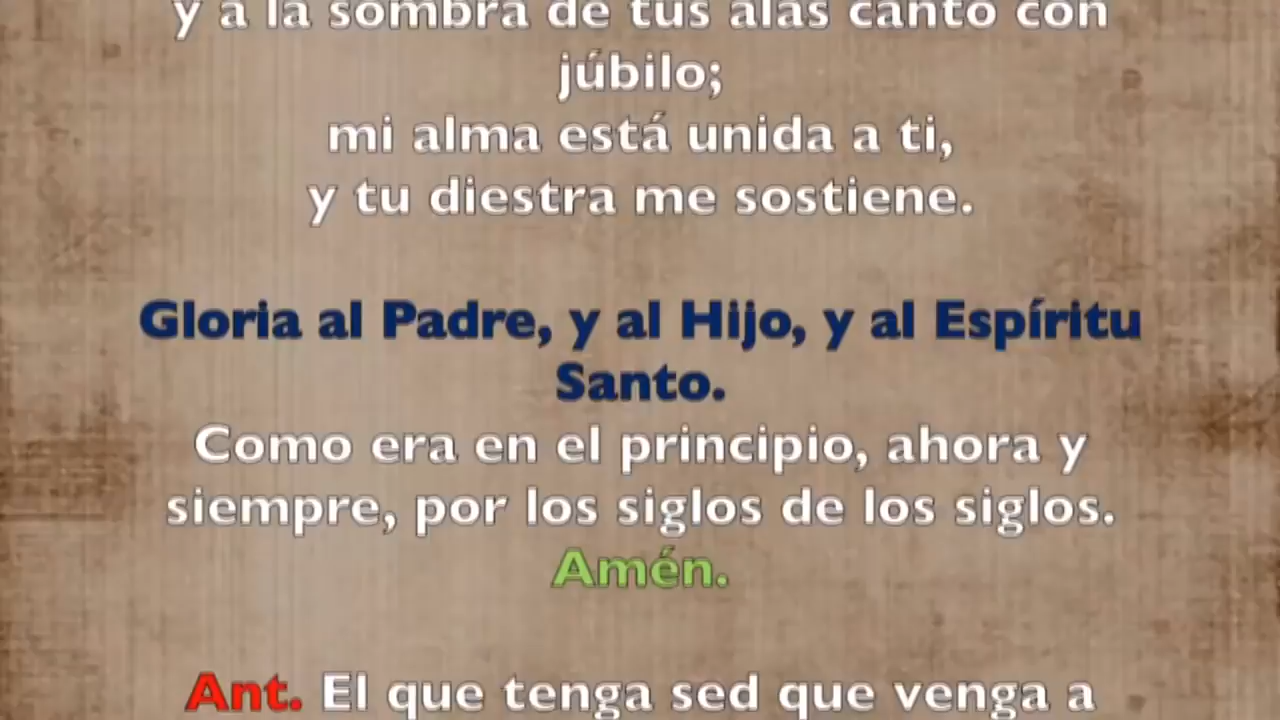 y a la sombra de tus alas canto con
júbilo;
mi alma está unida a ti,
y tu diestra me sostiene.
Gloria al Padre, y al Hijo, y al Espíritu
Santo.
Como era en el principio, ahora y
siempre, por los siglos de los siglos.
Amén.
Ant. El que tenga sed que venga a